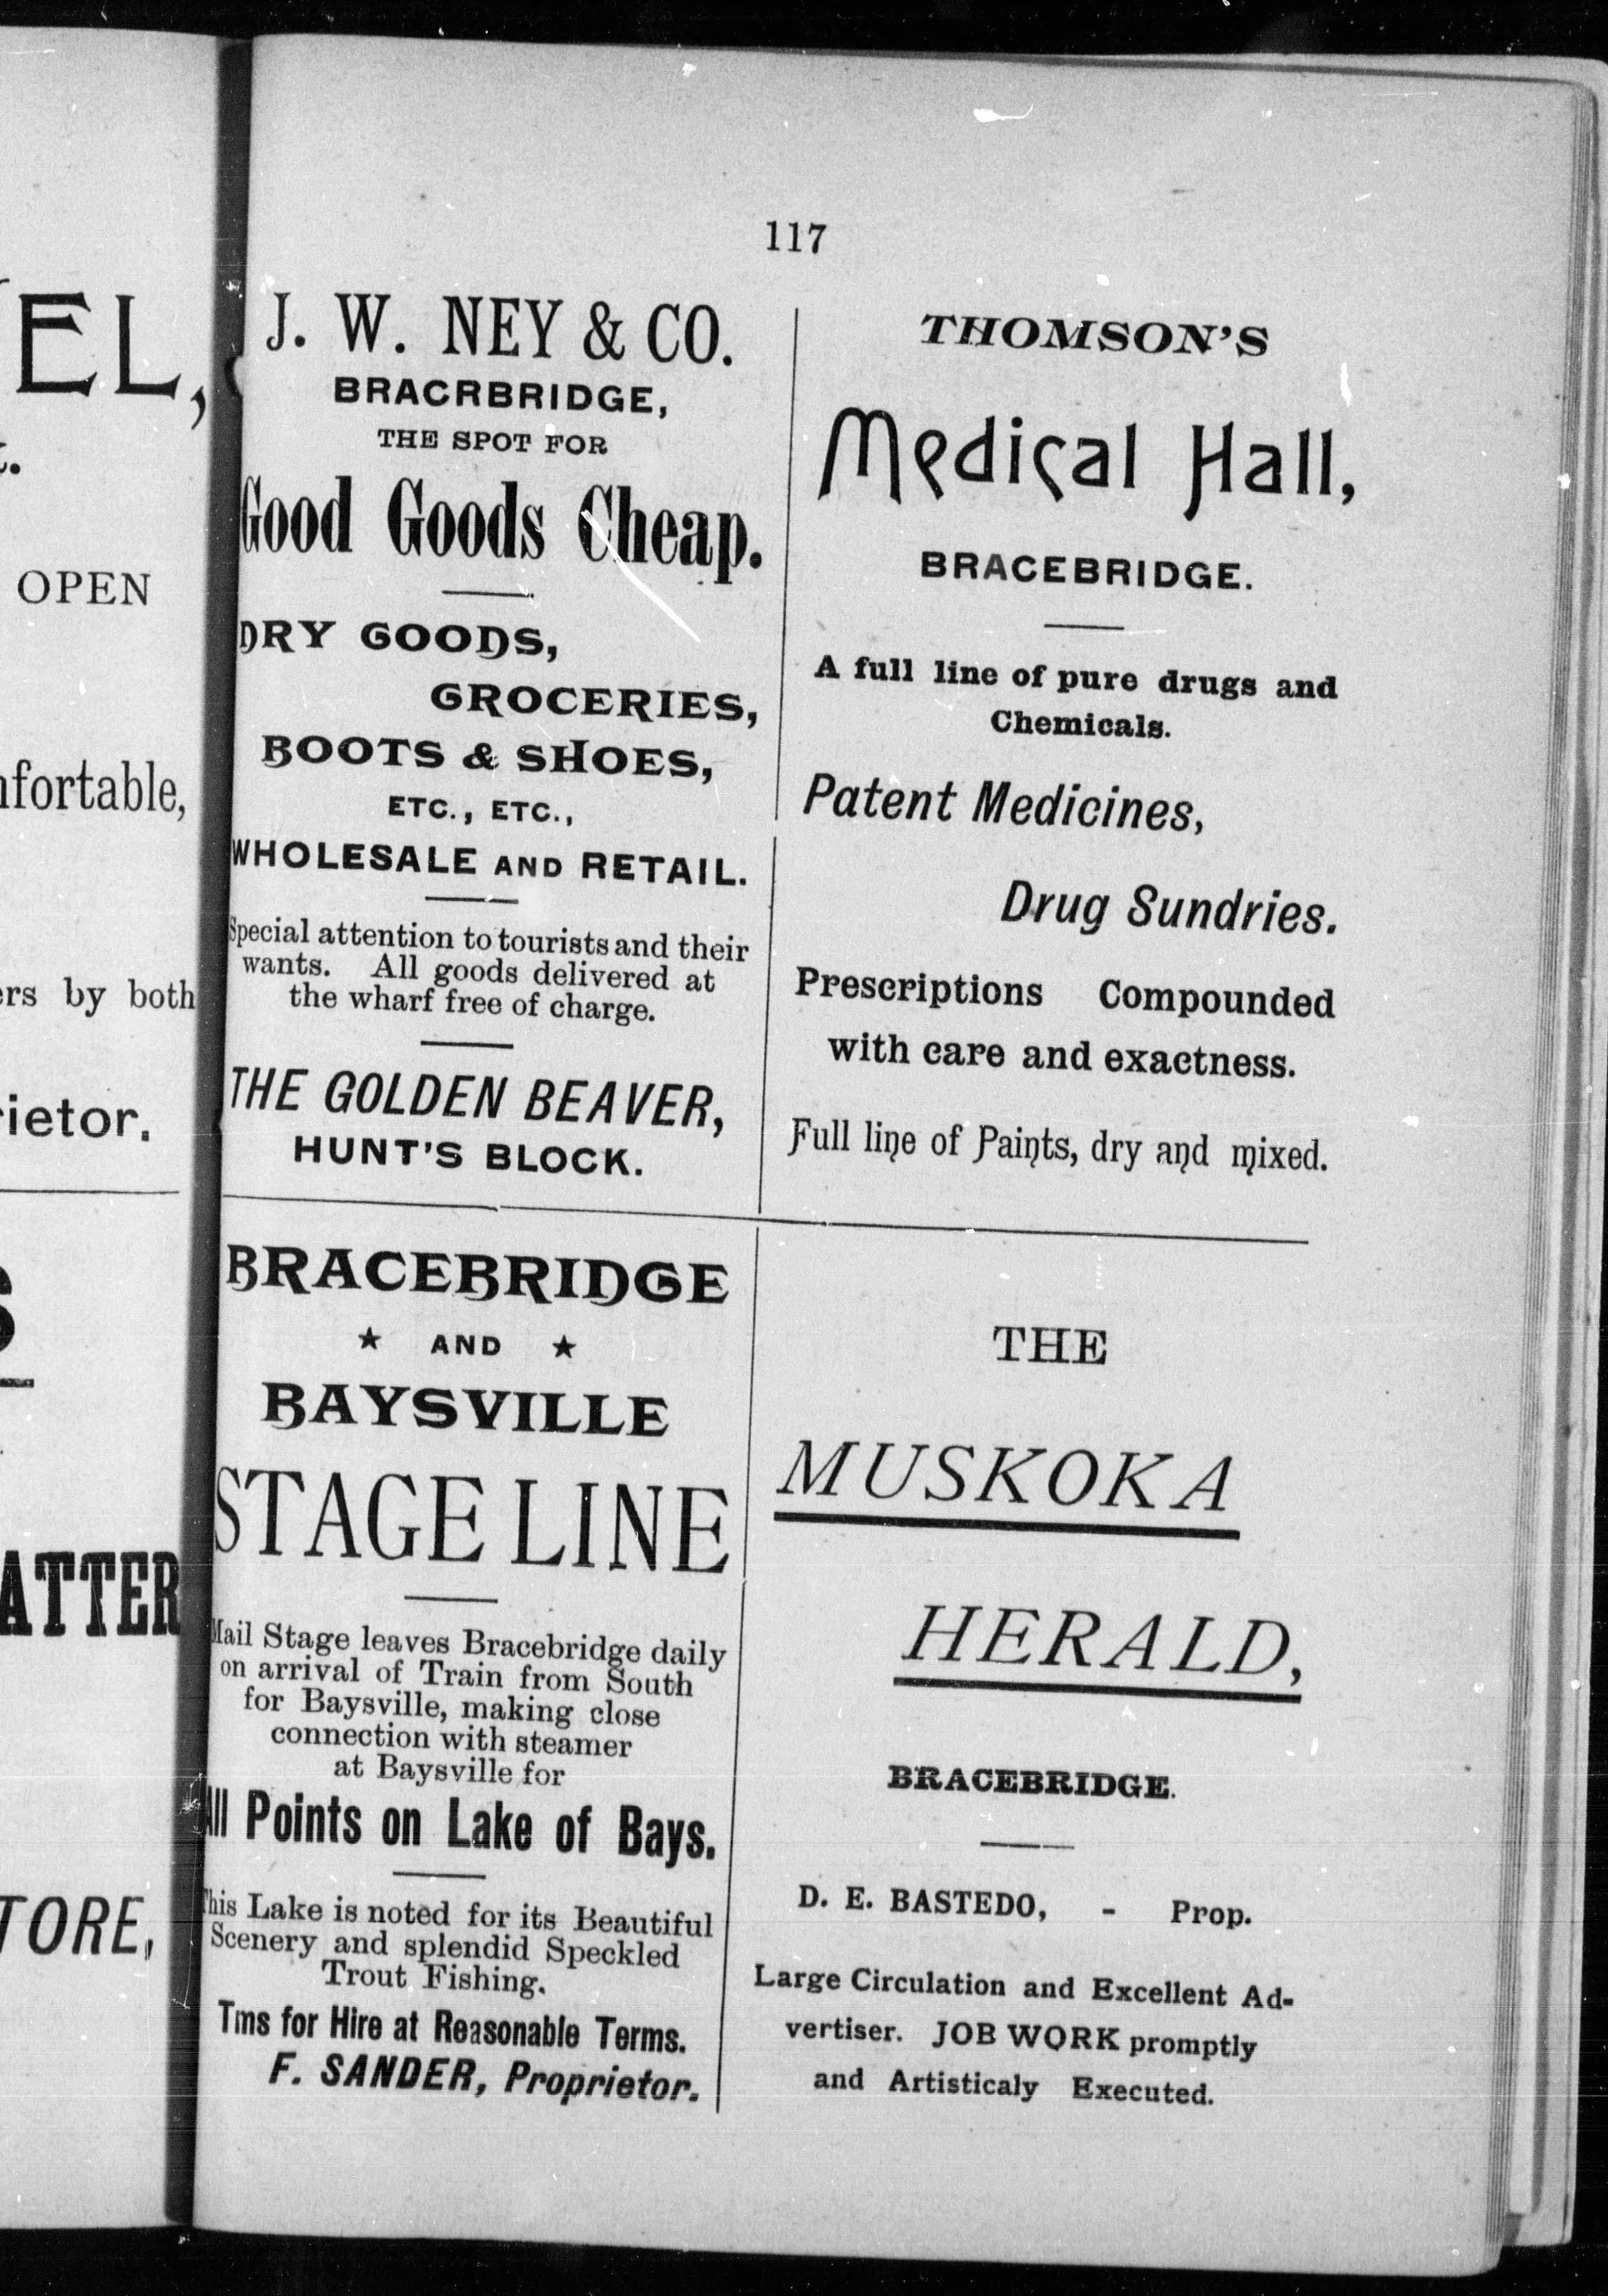 EL,
OPEN
fortable,
ers by both
rietor.
S
ATTER
TORE,
117
J. W. NEY & CO.
BRACRBRIDGE,
THE SPOT FOR
Good Goods Cheap.
DRY GOODS,
GROCERIES,
BOOTS & SHOES,
ETC., ETC.,
WHOLESALE AND RETAIL.
Special attention to tourists and their
wants. All goods delivered at
the wharf free of charge.
THE GOLDEN BEAVER,
HUNT'S BLOCK.
THOMSON'S
Medical Hall,
BRACEBRIDGE.
A full line of pure drugs and
Chemicals.
Patent Medicines,
Drug Sundries.
Prescriptions Compounded
with care and exactness.
Full line of Paints, dry and mixed.
BRACEBRIDGE
★ AND ★
BAYSVILLE
STAGE LINE
Mail Stage leaves Bracebridge daily
on arrival of Train from South
for Baysville, making close
connection with steamer
at Baysville for
All Points on Lake of Bays.
This Lake is noted for its Beautiful
Scenery and splendid Speckled
Trout Fishing.
Tms for Hire at Reasonable Terms.
F. SANDER, Proprietor.
THE
MUSKOKA
HERALD,
BRACEBRIDGE.
D. E. BASTEDO, - Prop.
Large Circulation and Excellent Ad-
vertiser. JOB WORK promptly
and Artisticaly Executed.